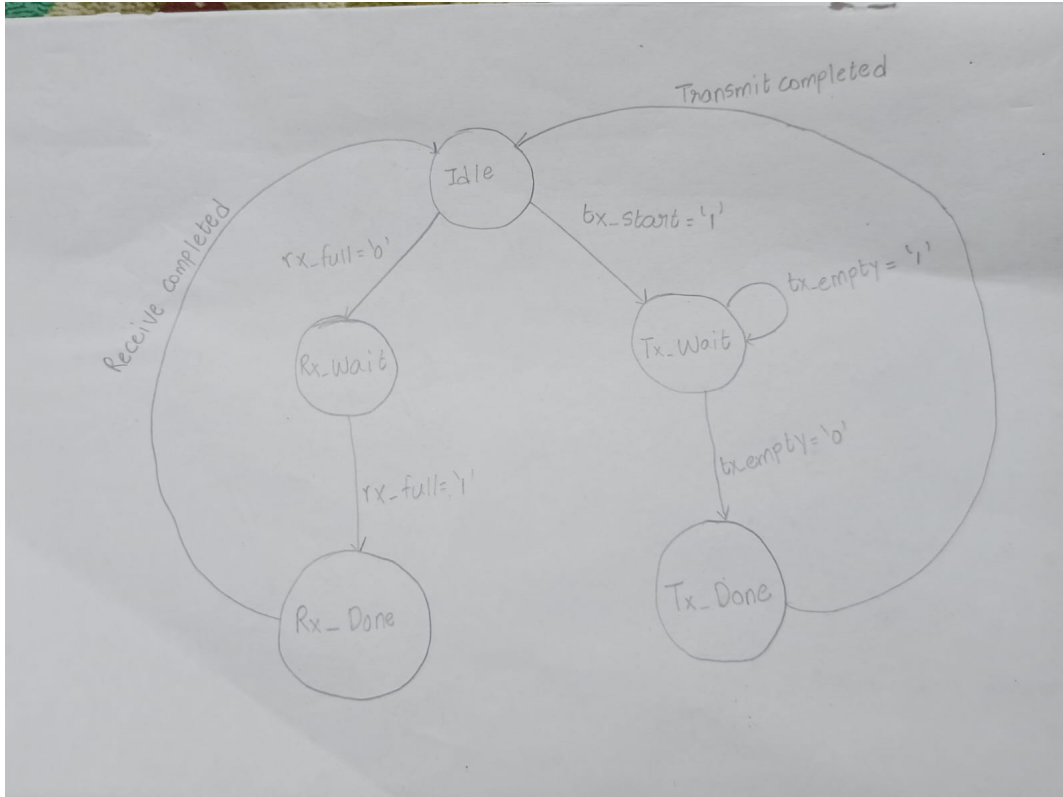 Transmit completed
Idle
tx_start='1'
rx_full='0'
Receive completed
tx_empty='1'
Tx_Wait
Rx_Wait
tx_empty='0'
rx_full='1'
Tx_Done
Rx_Done